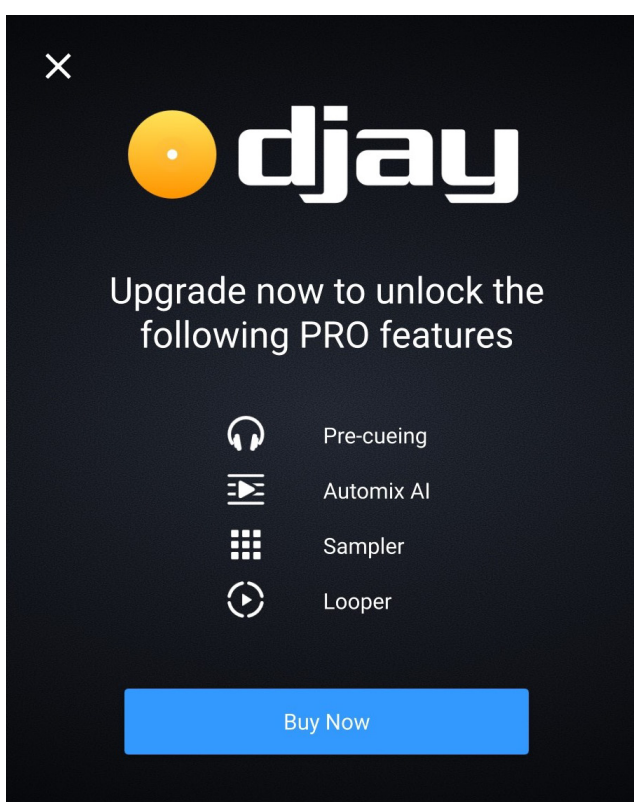 djay
Upgrade now to unlock the
following PRO features
Pre-cueing
Automix AI
Sampler
Looper
Buy Now